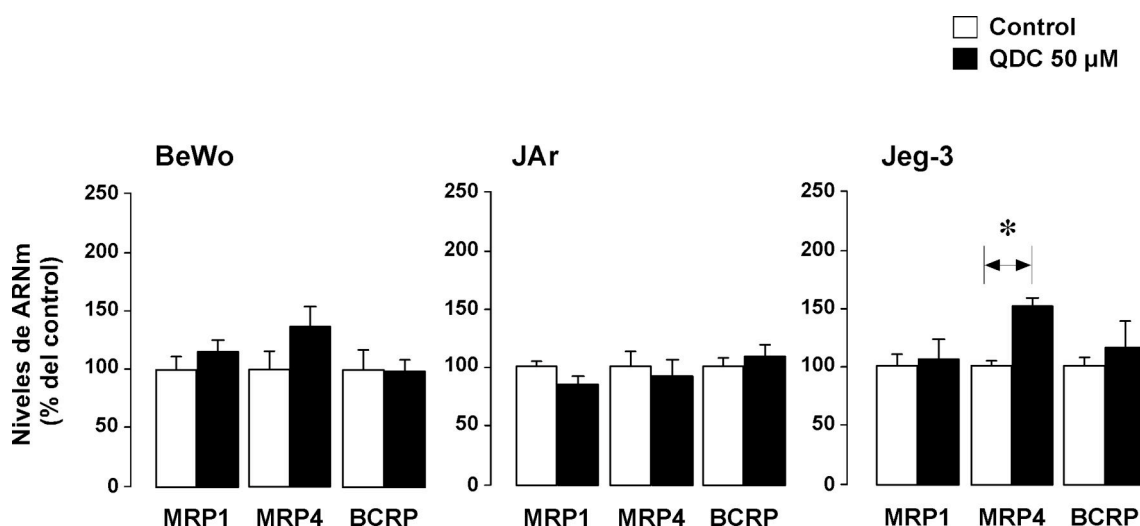 Control
QDC 50 µM
BeWo
JAr
Jeg-3
Niveles de ARNm
(% del control)
250
200
150
100
50
0
MRP1 MRP4 BCRP
250
200
150
100
50
0
MRP1 MRP4 BCRP
250
200
150
100
50
0
*
MRP1 MRP4 BCRP